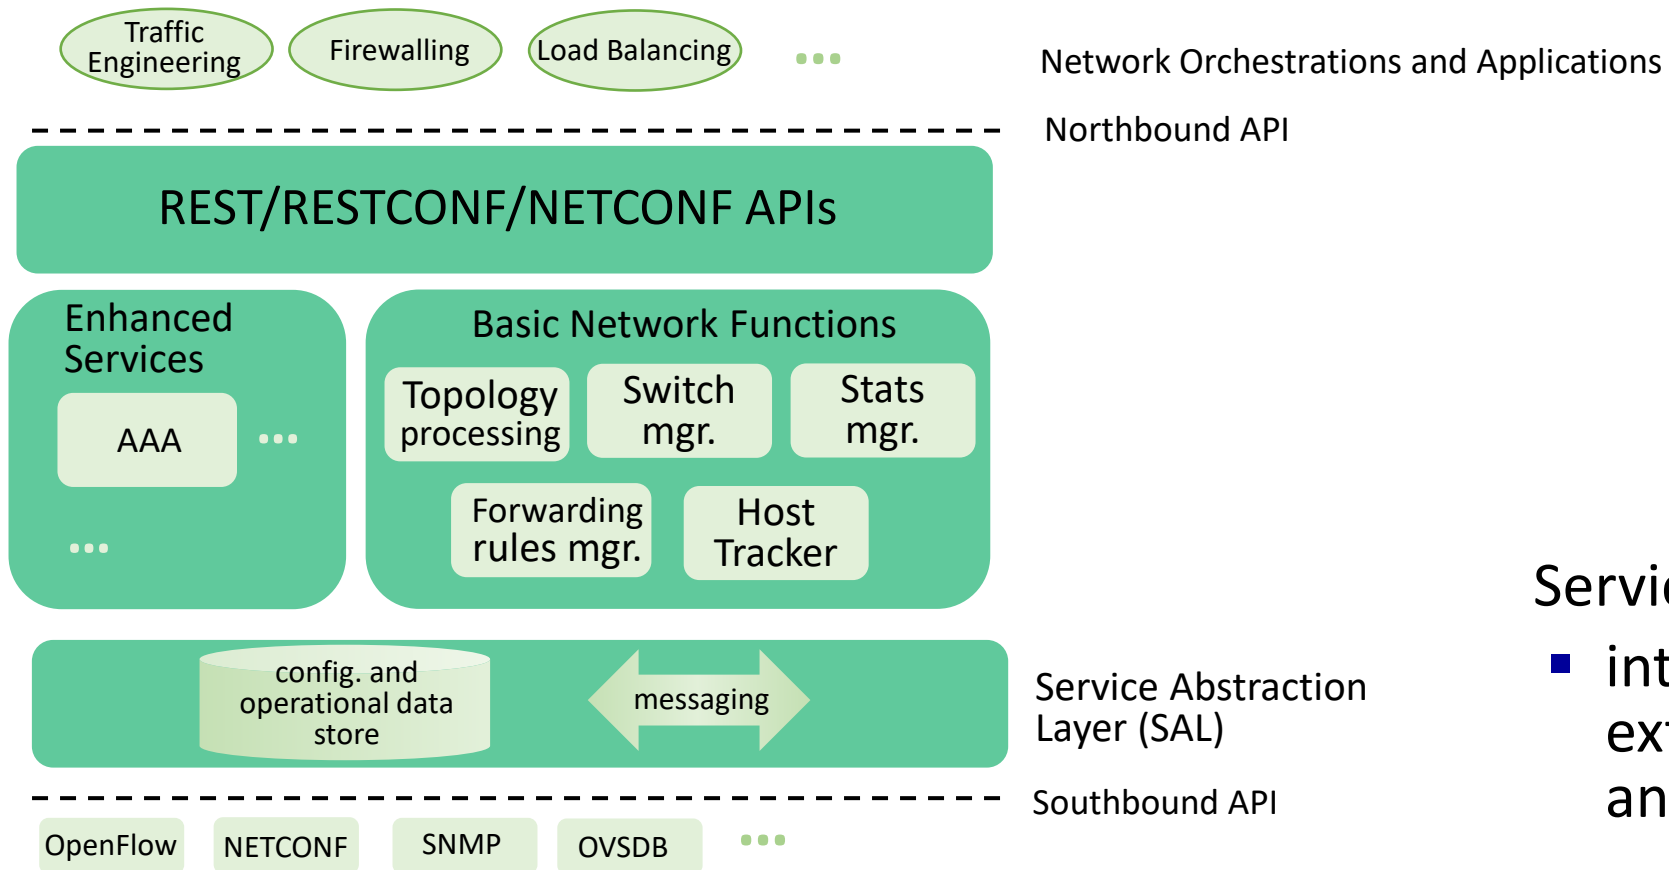 Traffic
Engineering
Firewalling
Load Balancing
...
Network Orchestrations and Applications
Northbound API
REST/RESTCONF/NETCONF APIs
Enhanced
Services
AAA
...
...
Basic Network Functions
Topology
processing
Switch
mgr.
Stats
mgr.
Forwarding
rules mgr.
Host
Tracker
config. and
operational data
store
messaging
Service Abstraction
Layer (SAL)
Southbound API
OpenFlow
NETCONF
SNMP
OVSDB
...